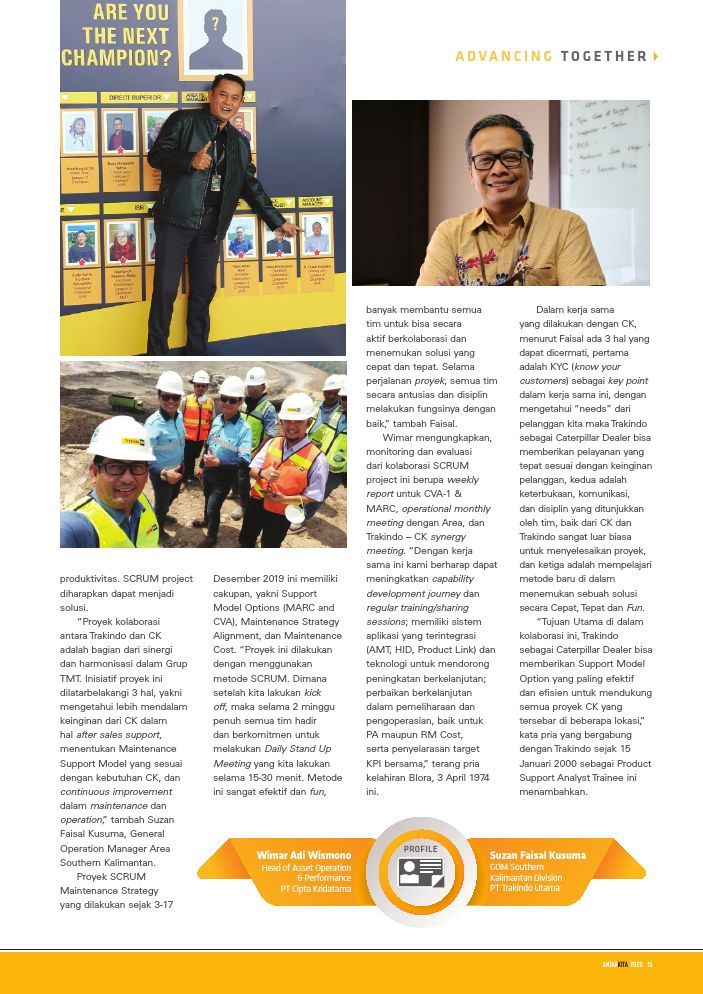 ARE YOU
THE NEXT
CHAMPION?
?
DIRECT SUPERIOR
ISR
ACCOUNT
MANAGER
ADVANCING TOGETHER
Trakindo
produktivitas. SCRUM project
diharapkan dapat menjadi
solusi.
“Proyek kolaborasi
antara Trakindo dan CK
adalah bagian dari sinergi
dan harmonisasi dalam Grup
TMT. Inisiatif proyek ini
dilatarbelakangi 3 hal, yakni
mengetahui lebih mendalam
keinginan dari CK dalam
hal after sales support,
menentukan Maintenance
Support Model yang sesuai
dengan kebutuhan CK, dan
continuous improvement
dalam maintenance dan
operation,” tambah Suzan
Faisal Kusuma, General
Operation Manager Area
Southern Kalimantan.
Proyek SCRUM
Maintenance Strategy
yang dilakukan sejak 3-17
Desember 2019 ini memiliki
cakupan, yakni Support
Model Options (MARC and
CVA), Maintenance Strategy
Alignment, dan Maintenance
Cost. “Proyek ini dilakukan
dengan menggunakan
metode SCRUM. Dimana
setelah kita lakukan kick
off, maka selama 2 minggu
penuh semua tim hadir
dan berkomitmen untuk
melakukan Daily Stand Up
Meeting yang kita lakukan
selama 15-30 menit. Metode
ini sangat efektif dan fun,
banyak membantu semua
tim untuk bisa secara
aktif berkolaborasi dan
menemukan solusi yang
cepat dan tepat. Selama
perjalanan proyek, semua tim
secara antusias dan disiplin
melakukan fungsinya dengan
baik,” tambah Faisal.
Wimar mengungkapkan,
monitoring dan evaluasi
dari kolaborasi SCRUM
project ini berupa weekly
report untuk CVA-1 &
MARC, operational monthly
meeting dengan Area, dan
Trakindo – CK synergy
meeting. “Dengan kerja
sama ini kami berharap dapat
meningkatkan capability
development journey dan
regular training/sharing
sessions; memiliki sistem
aplikasi yang terintegrasi
(AMT, HID, Product Link) dan
teknologi untuk mendorong
peningkatan berkelanjutan;
perbaikan berkelanjutan
dalam pemeliharaan dan
pengoperasian, baik untuk
PA maupun RM Cost,
serta penyelarasan target
KPI bersama,” terang pria
kelahiran Blora, 3 April 1974
ini.
Dalam kerja sama
yang dilakukan dengan CK,
menurut Faisal ada 3 hal yang
dapat dicermati, pertama
adalah KYC (know your
customers) sebagai key point
dalam kerja sama ini, dengan
mengetahui “needs” dari
pelanggan kita maka Trakindo
sebagai Caterpillar Dealer bisa
memberikan pelayanan yang
tepat sesuai dengan keinginan
pelanggan, kedua adalah
keterbukaan, komunikasi,
dan disiplin yang ditunjukkan
oleh tim, baik dari CK dan
Trakindo sangat luar biasa
untuk menyelesaikan proyek,
dan ketiga adalah mempelajari
metode baru di dalam
menemukan sebuah solusi
secara Cepat, Tepat dan Fun.
“Tujuan Utama di dalam
kolaborasi ini, Trakindo
sebagai Caterpillar Dealer bisa
memberikan Support Model
Option yang paling efektif
dan efisien untuk mendukung
semua proyek CK yang
tersebar di beberapa lokasi,”
kata pria yang bergabung
dengan Trakindo sejak 15
Januari 2000 sebagai Product
Support Analyst Trainee ini
menambahkan.
Wimar Adi Wismono
Head of Asset Operation
& Performance
PT Cipta Kridatama
PROFILE
Suzan Faisal Kusuma
GOM Southern
Kalimantan Division
PT Trakindo Utama
ANTARKITA 2020 15